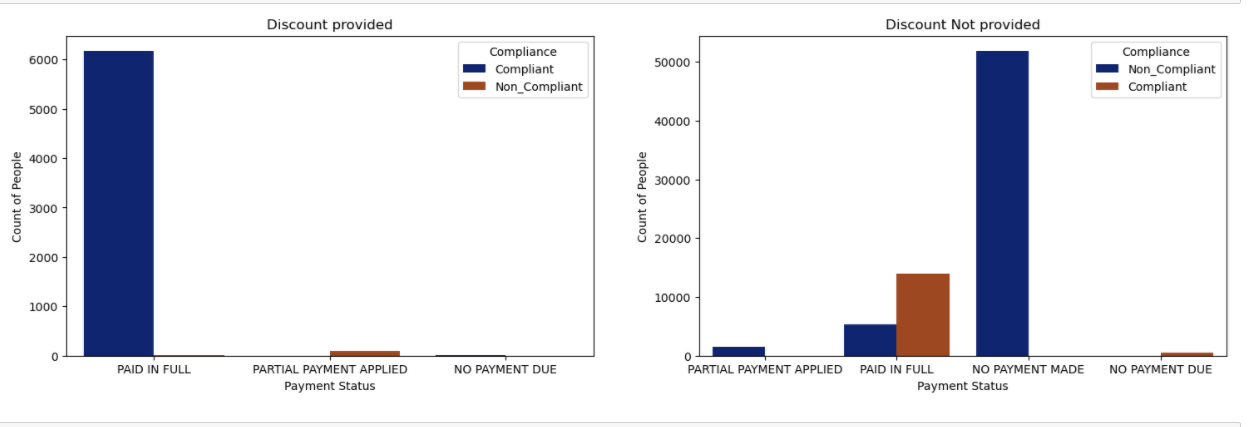 Discount provided
Compliance
Compliant
Non_Compliant
6000
5000
4000
3000
2000
1000
0
Count of People
PAID IN FULL
PARTIAL PAYMENT APPLIED
NO PAYMENT DUE
Payment Status
Discount Not provided
Compliance
Non_Compliant
Compliant
50000
40000
30000
20000
10000
0
Count of People
PARTIAL PAYMENT APPLIED
PAID IN FULL
NO PAYMENT MADE
NO PAYMENT DUE
Payment Status